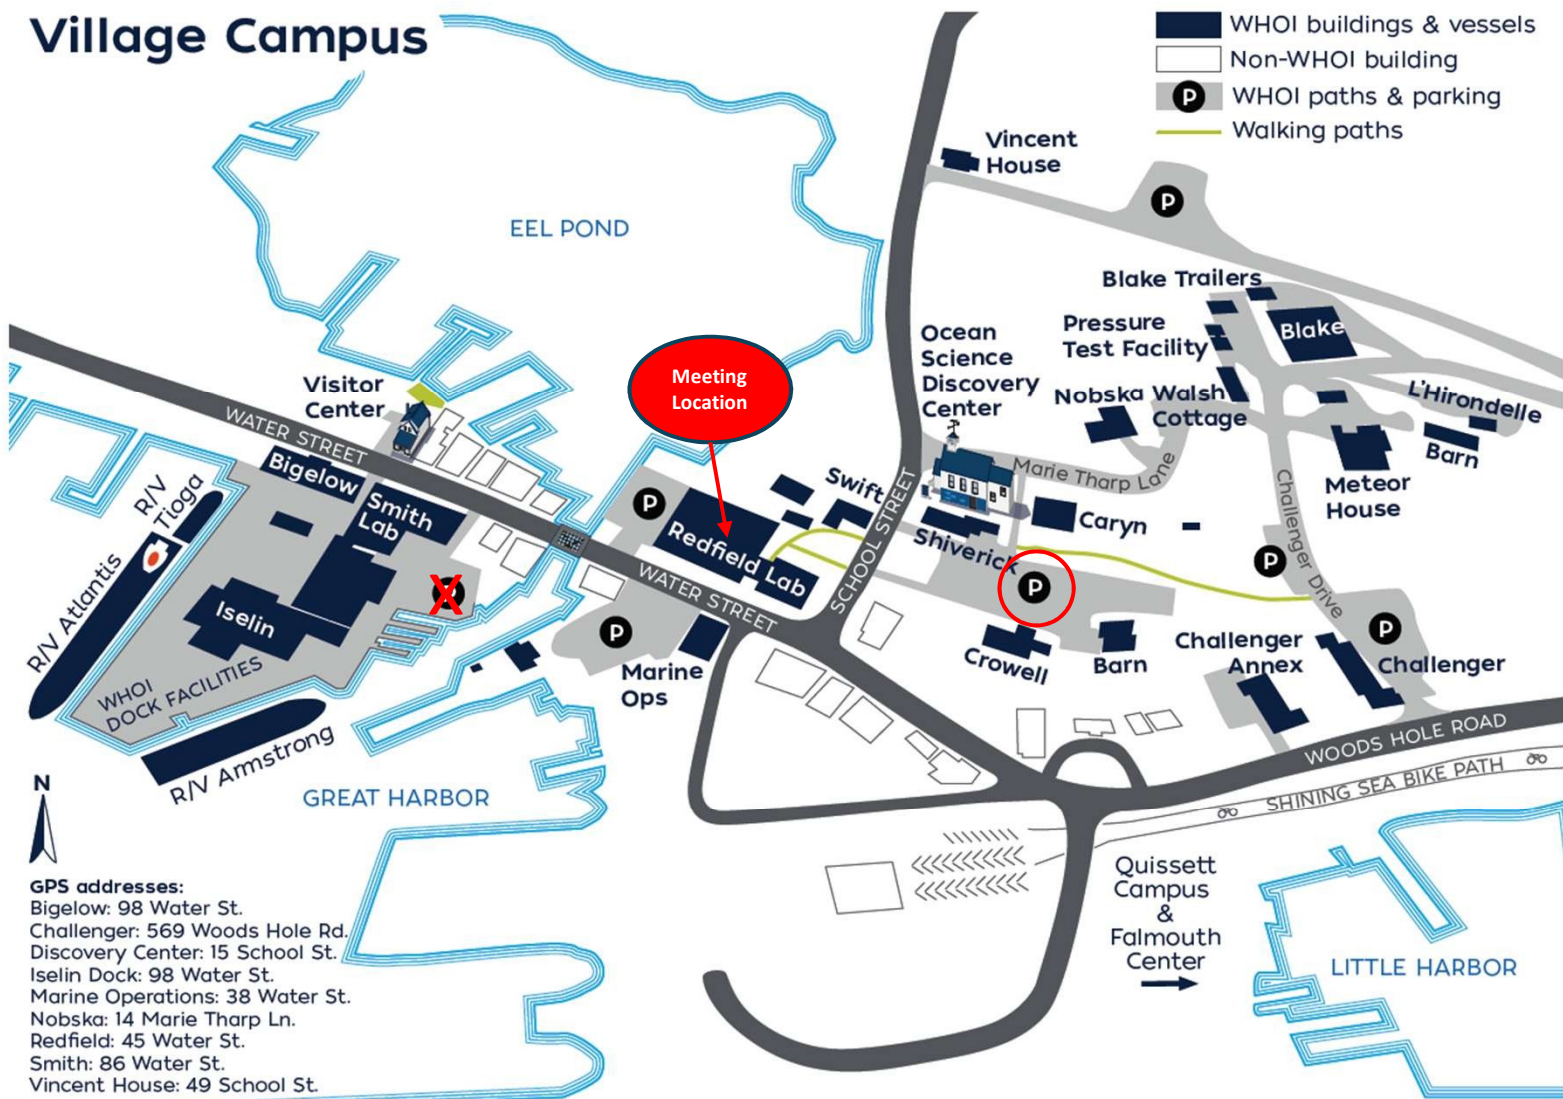 Village Campus
WHOI buildings & vessels
Non-WHOI building
P
WHOI paths & parking
Walking paths
Vincent
House
P
EEL POND
Blake Trailers
Pressure
Test Facility
Blake
Ocean
Science
Discovery
Center
Meeting
Location
Visitor
Center
Nobska
Walsh
Cottage
L'Hirondelle
Barn
WATER STREET
Bigelow
Smith
Lab
R/V
Tioga
R/V Atlantis
Iselin
WHOI
DOCK FACILITIES
R/V Armstrong
X
P
Redfield Lab
Swift
SCHOOL STREET
Marie Tharp Lane
Shiverick
Caryn
Meteor
House
Challenger Drive
P
P
WATER STREET
P
Marine
Ops
Crowell
Barn
Challenger
Annex
P
Challenger
WOODS HOLE ROAD
SHINING SEA BIKE PATH
GREAT HARBOR
N
Quissett
Campus
&
Falmouth
Center
LITTLE HARBOR
GPS addresses:
Bigelow: 98 Water St.
Challenger: 569 Woods Hole Rd.
Discovery Center: 15 School St.
Iselin Dock: 98 Water St.
Marine Operations: 38 Water St.
Nobska: 14 Marie Tharp Ln.
Redfield: 45 Water St.
Smith: 86 Water St.
Vincent House: 49 School St.